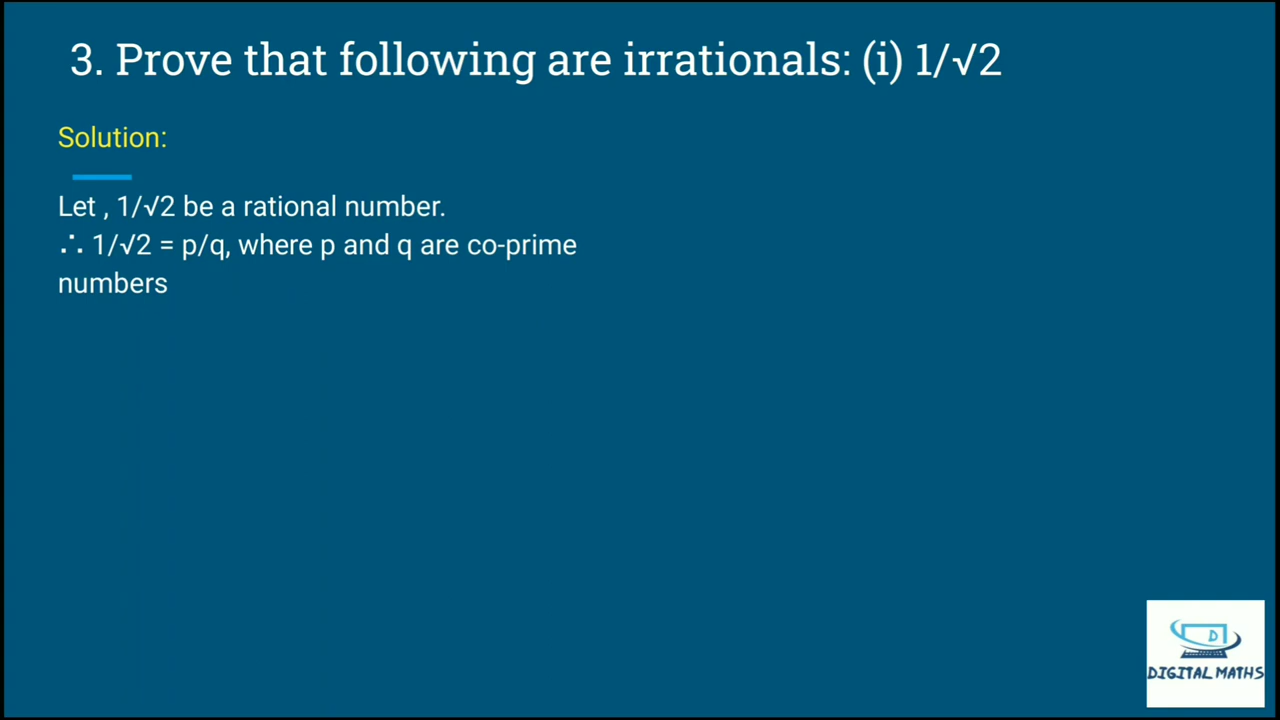 3. Prove that following are irrationals: (i) 1/√2
Solution:
Let , 1/√2 be a rational number.
∴ 1/√2 = p/q, where p and q are co-prime
numbers
D
DIGITAL MATHS